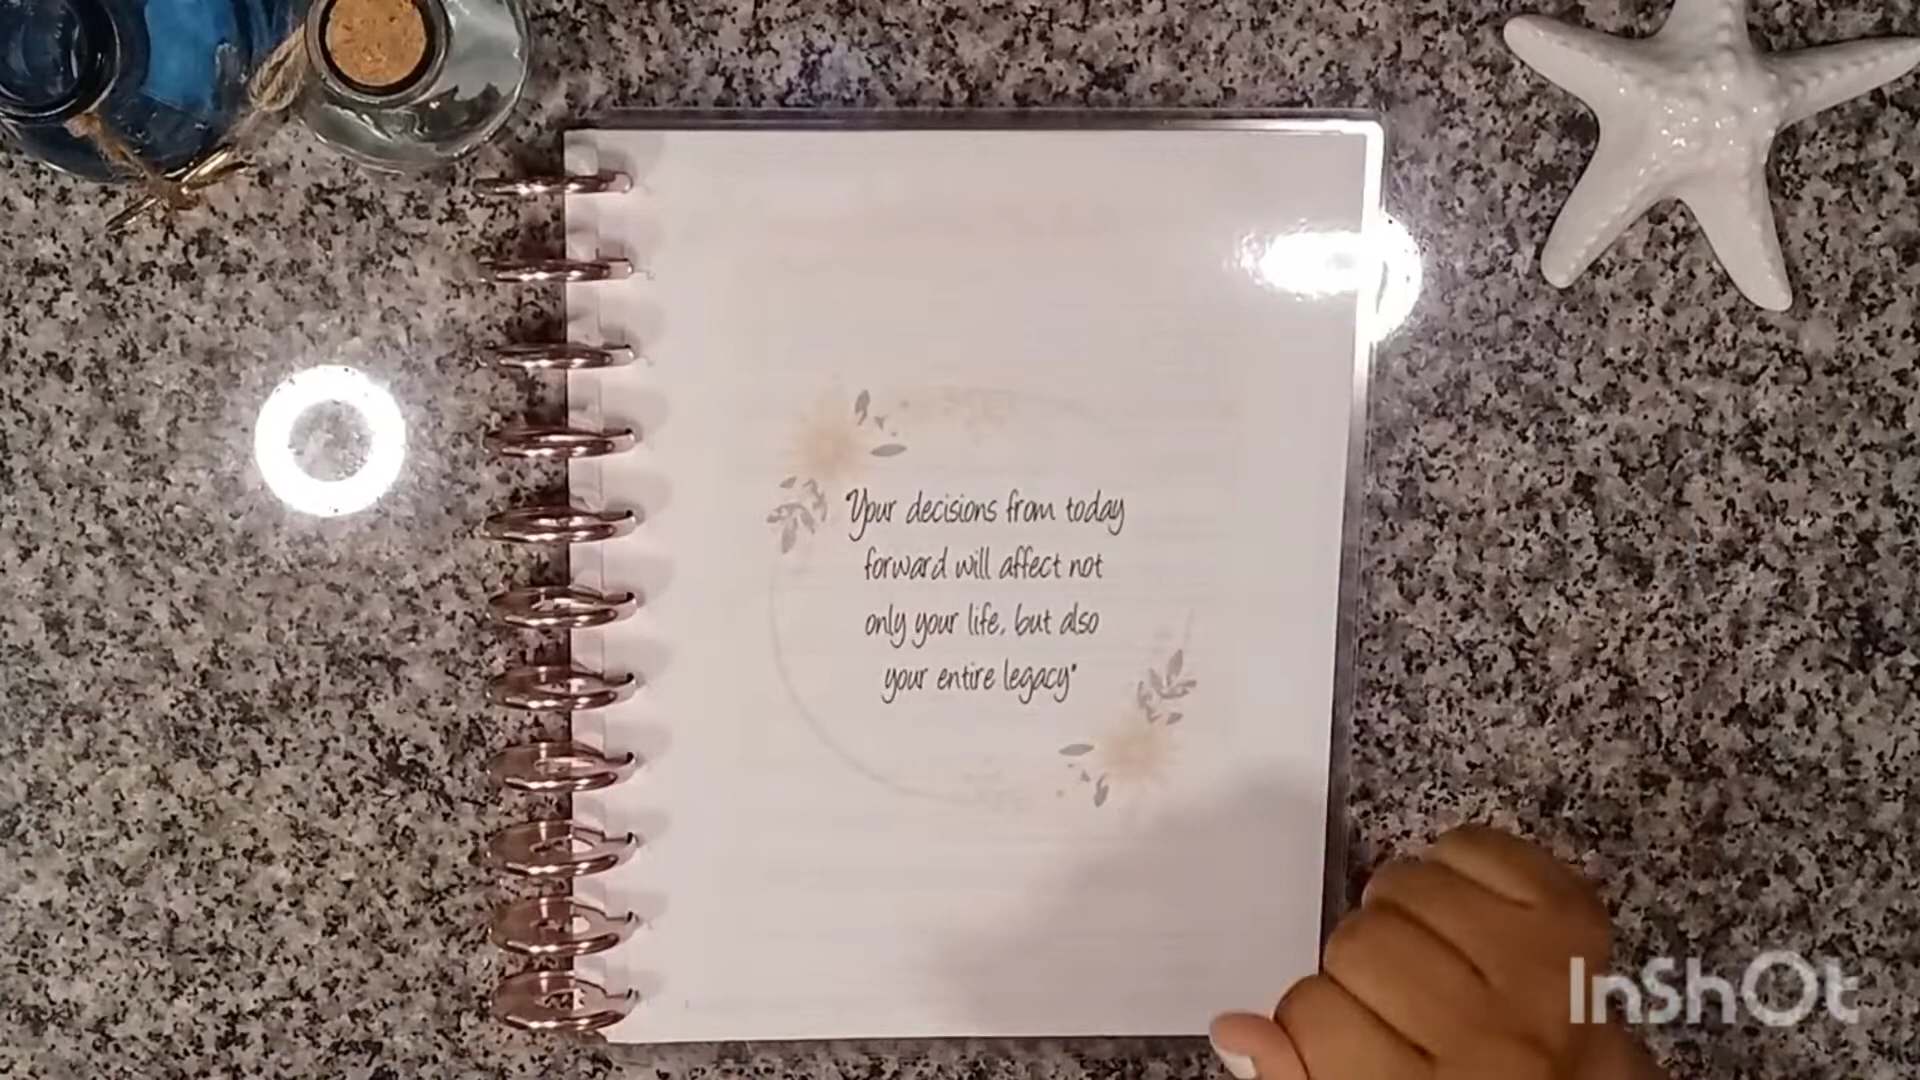 Your decisions from today
forward will affect not
only your life, but also
your entire legacy"
InShOt